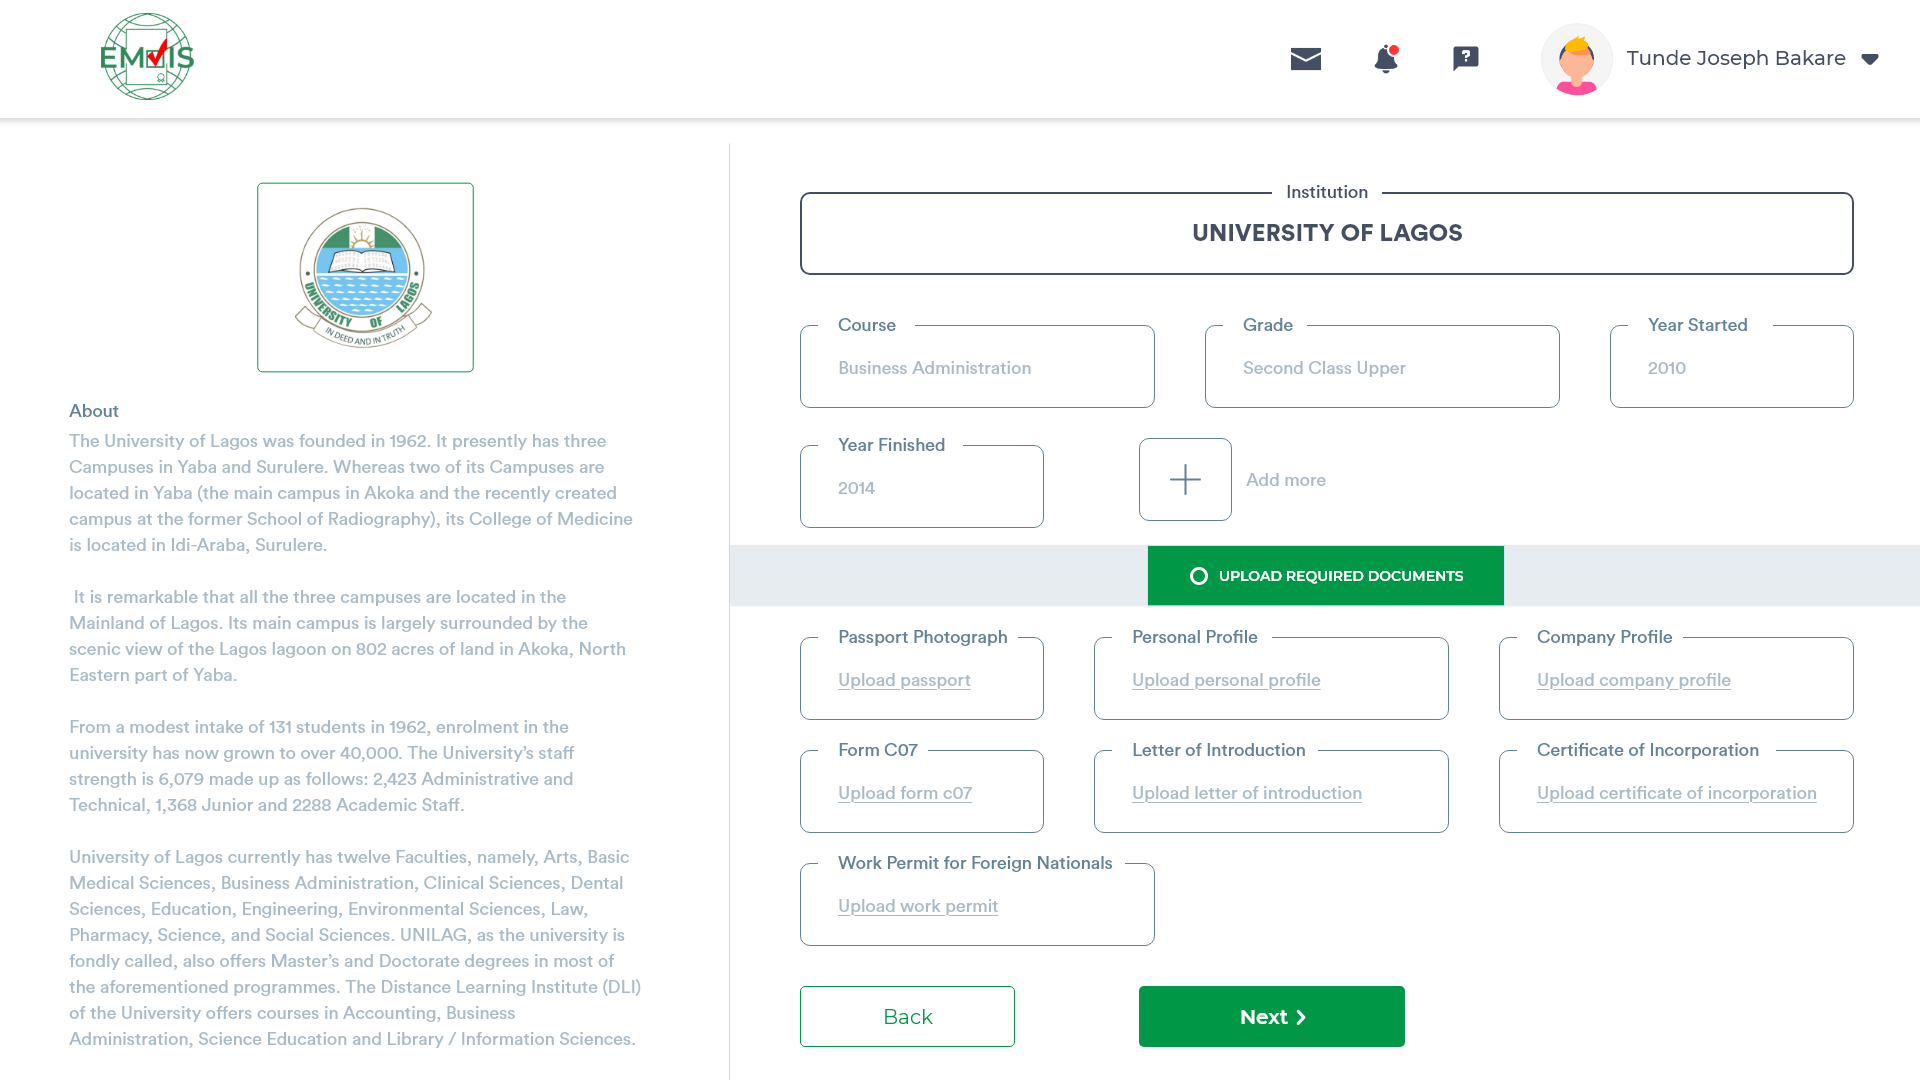 EMVIS
Tunde Joseph Bakare
UNIVERSITY OF LAGOS
IN DEED AND IN TRUTH
About
The University of Lagos was founded in 1962. It presently has three
Campuses in Yaba and Surulere. Whereas two of its Campuses are
located in Yaba (the main campus in Akoka and the recently created
campus at the former School of Radiography), its College of Medicine
is located in Idi-Araba, Surulere.
It is remarkable that all the three campuses are located in the
Mainland of Lagos. Its main campus is largely surrounded by the
scenic view of the Lagos lagoon on 802 acres of land in Akoka, North
Eastern part of Yaba.
From a modest intake of 131 students in 1962, enrolment in the
university has now grown to over 40,000. The University’s staff
strength is 6,079 made up as follows: 2,423 Administrative and
Technical, 1,368 Junior and 2288 Academic Staff.
University of Lagos currently has twelve Faculties, namely, Arts, Basic
Medical Sciences, Business Administration, Clinical Sciences, Dental
Sciences, Education, Engineering, Environmental Sciences, Law,
Pharmacy, Science, and Social Sciences. UNILAG, as the university is
fondly called, also offers Master’s and Doctorate degrees in most of
the aforementioned programmes. The Distance Learning Institute (DLI)
of the University offers courses in Accounting, Business
Administration, Science Education and Library / Information Sciences.
Institution
UNIVERSITY OF LAGOS
Course
Business Administration
Grade
Second Class Upper
Year Started
2010
Year Finished
2014
Add more
UPLOAD REQUIRED DOCUMENTS
Passport Photograph
Upload passport
Personal Profile
Upload personal profile
Company Profile
Upload company profile
Form C07
Upload form c07
Letter of Introduction
Upload letter of introduction
Certificate of Incorporation
Upload certificate of incorporation
Work Permit for Foreign Nationals
Upload work permit
Back
Next